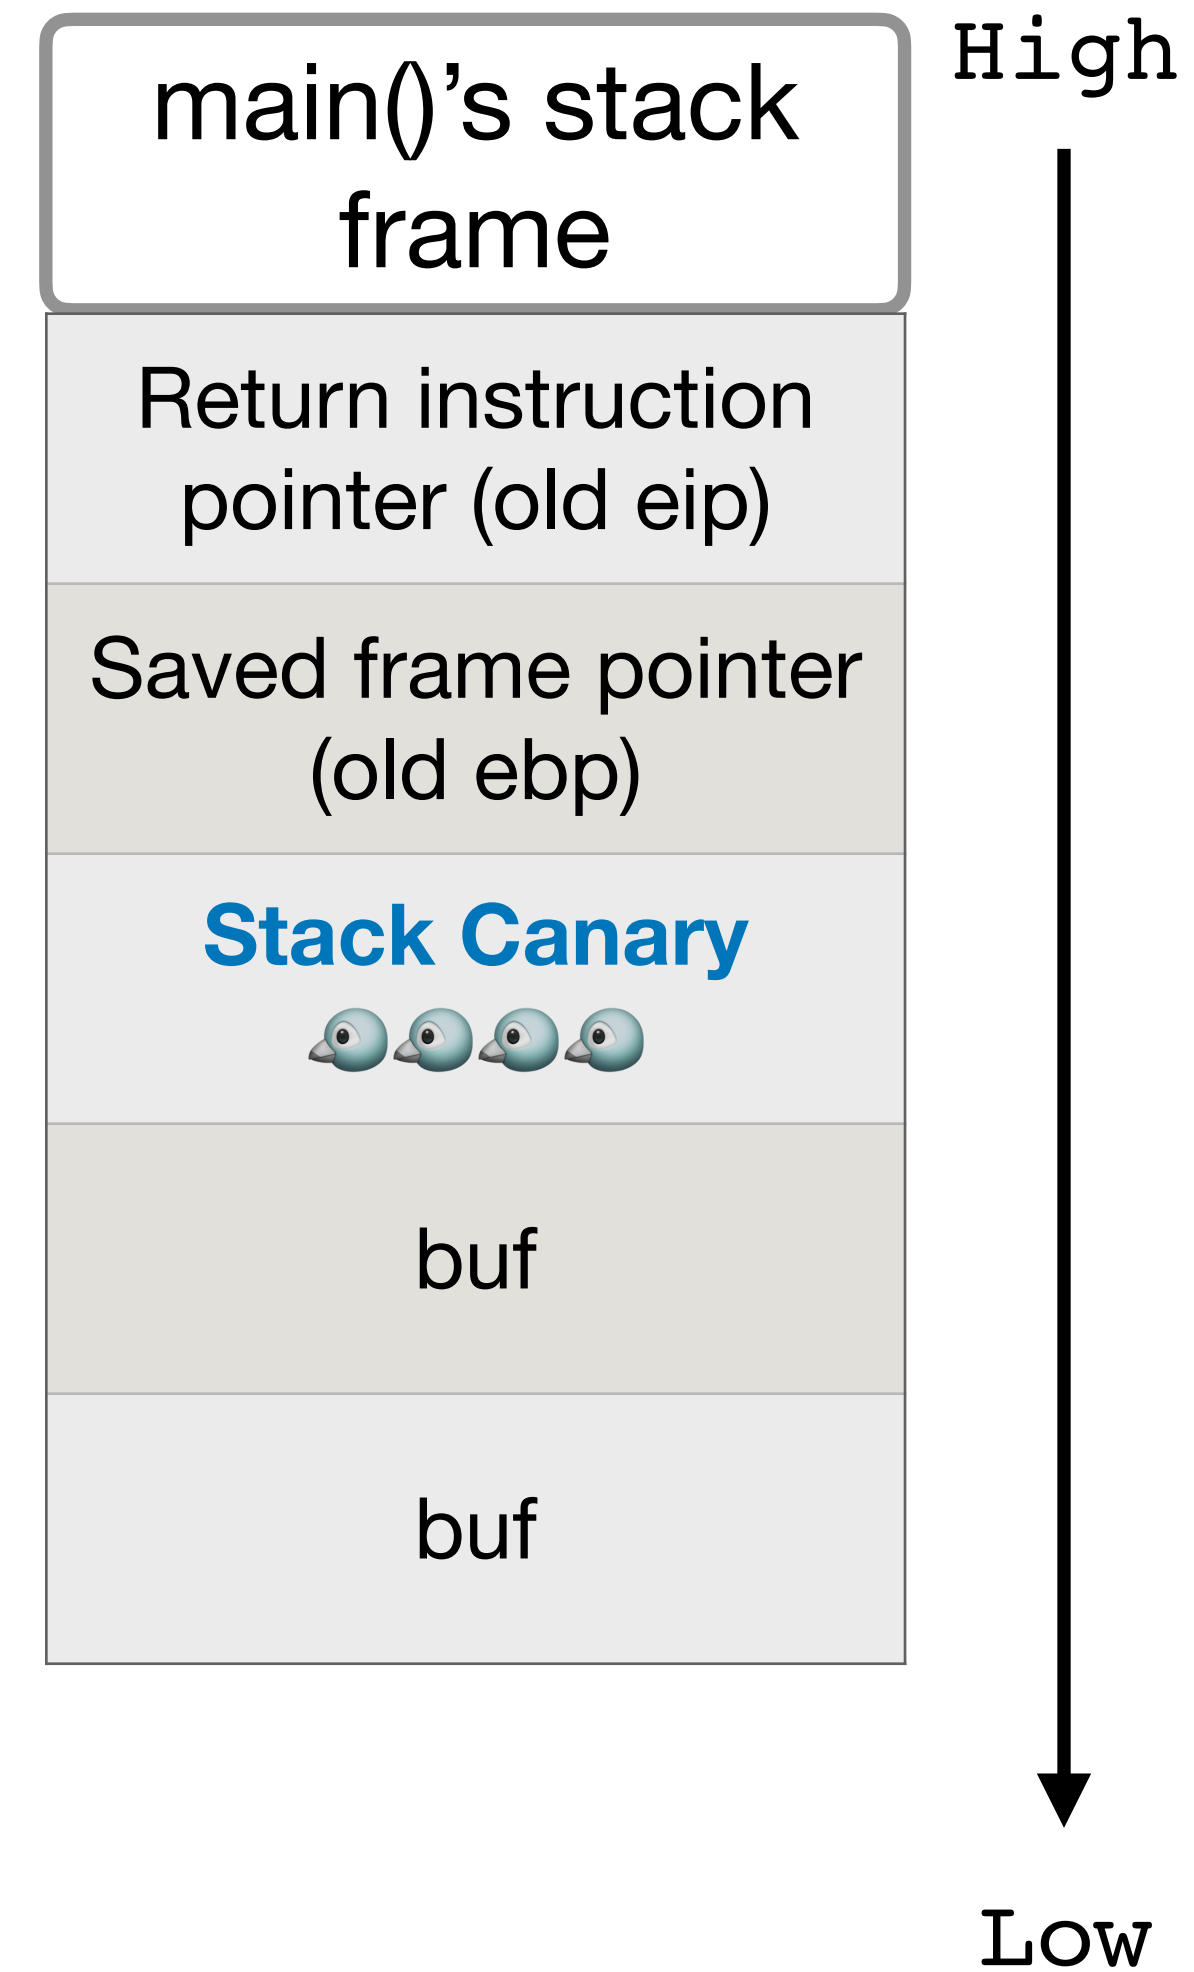 main()’s stack
frame
High
Return instruction
pointer (old eip)
Saved frame pointer
(old ebp)
Stack Canary
buf
buf
Low